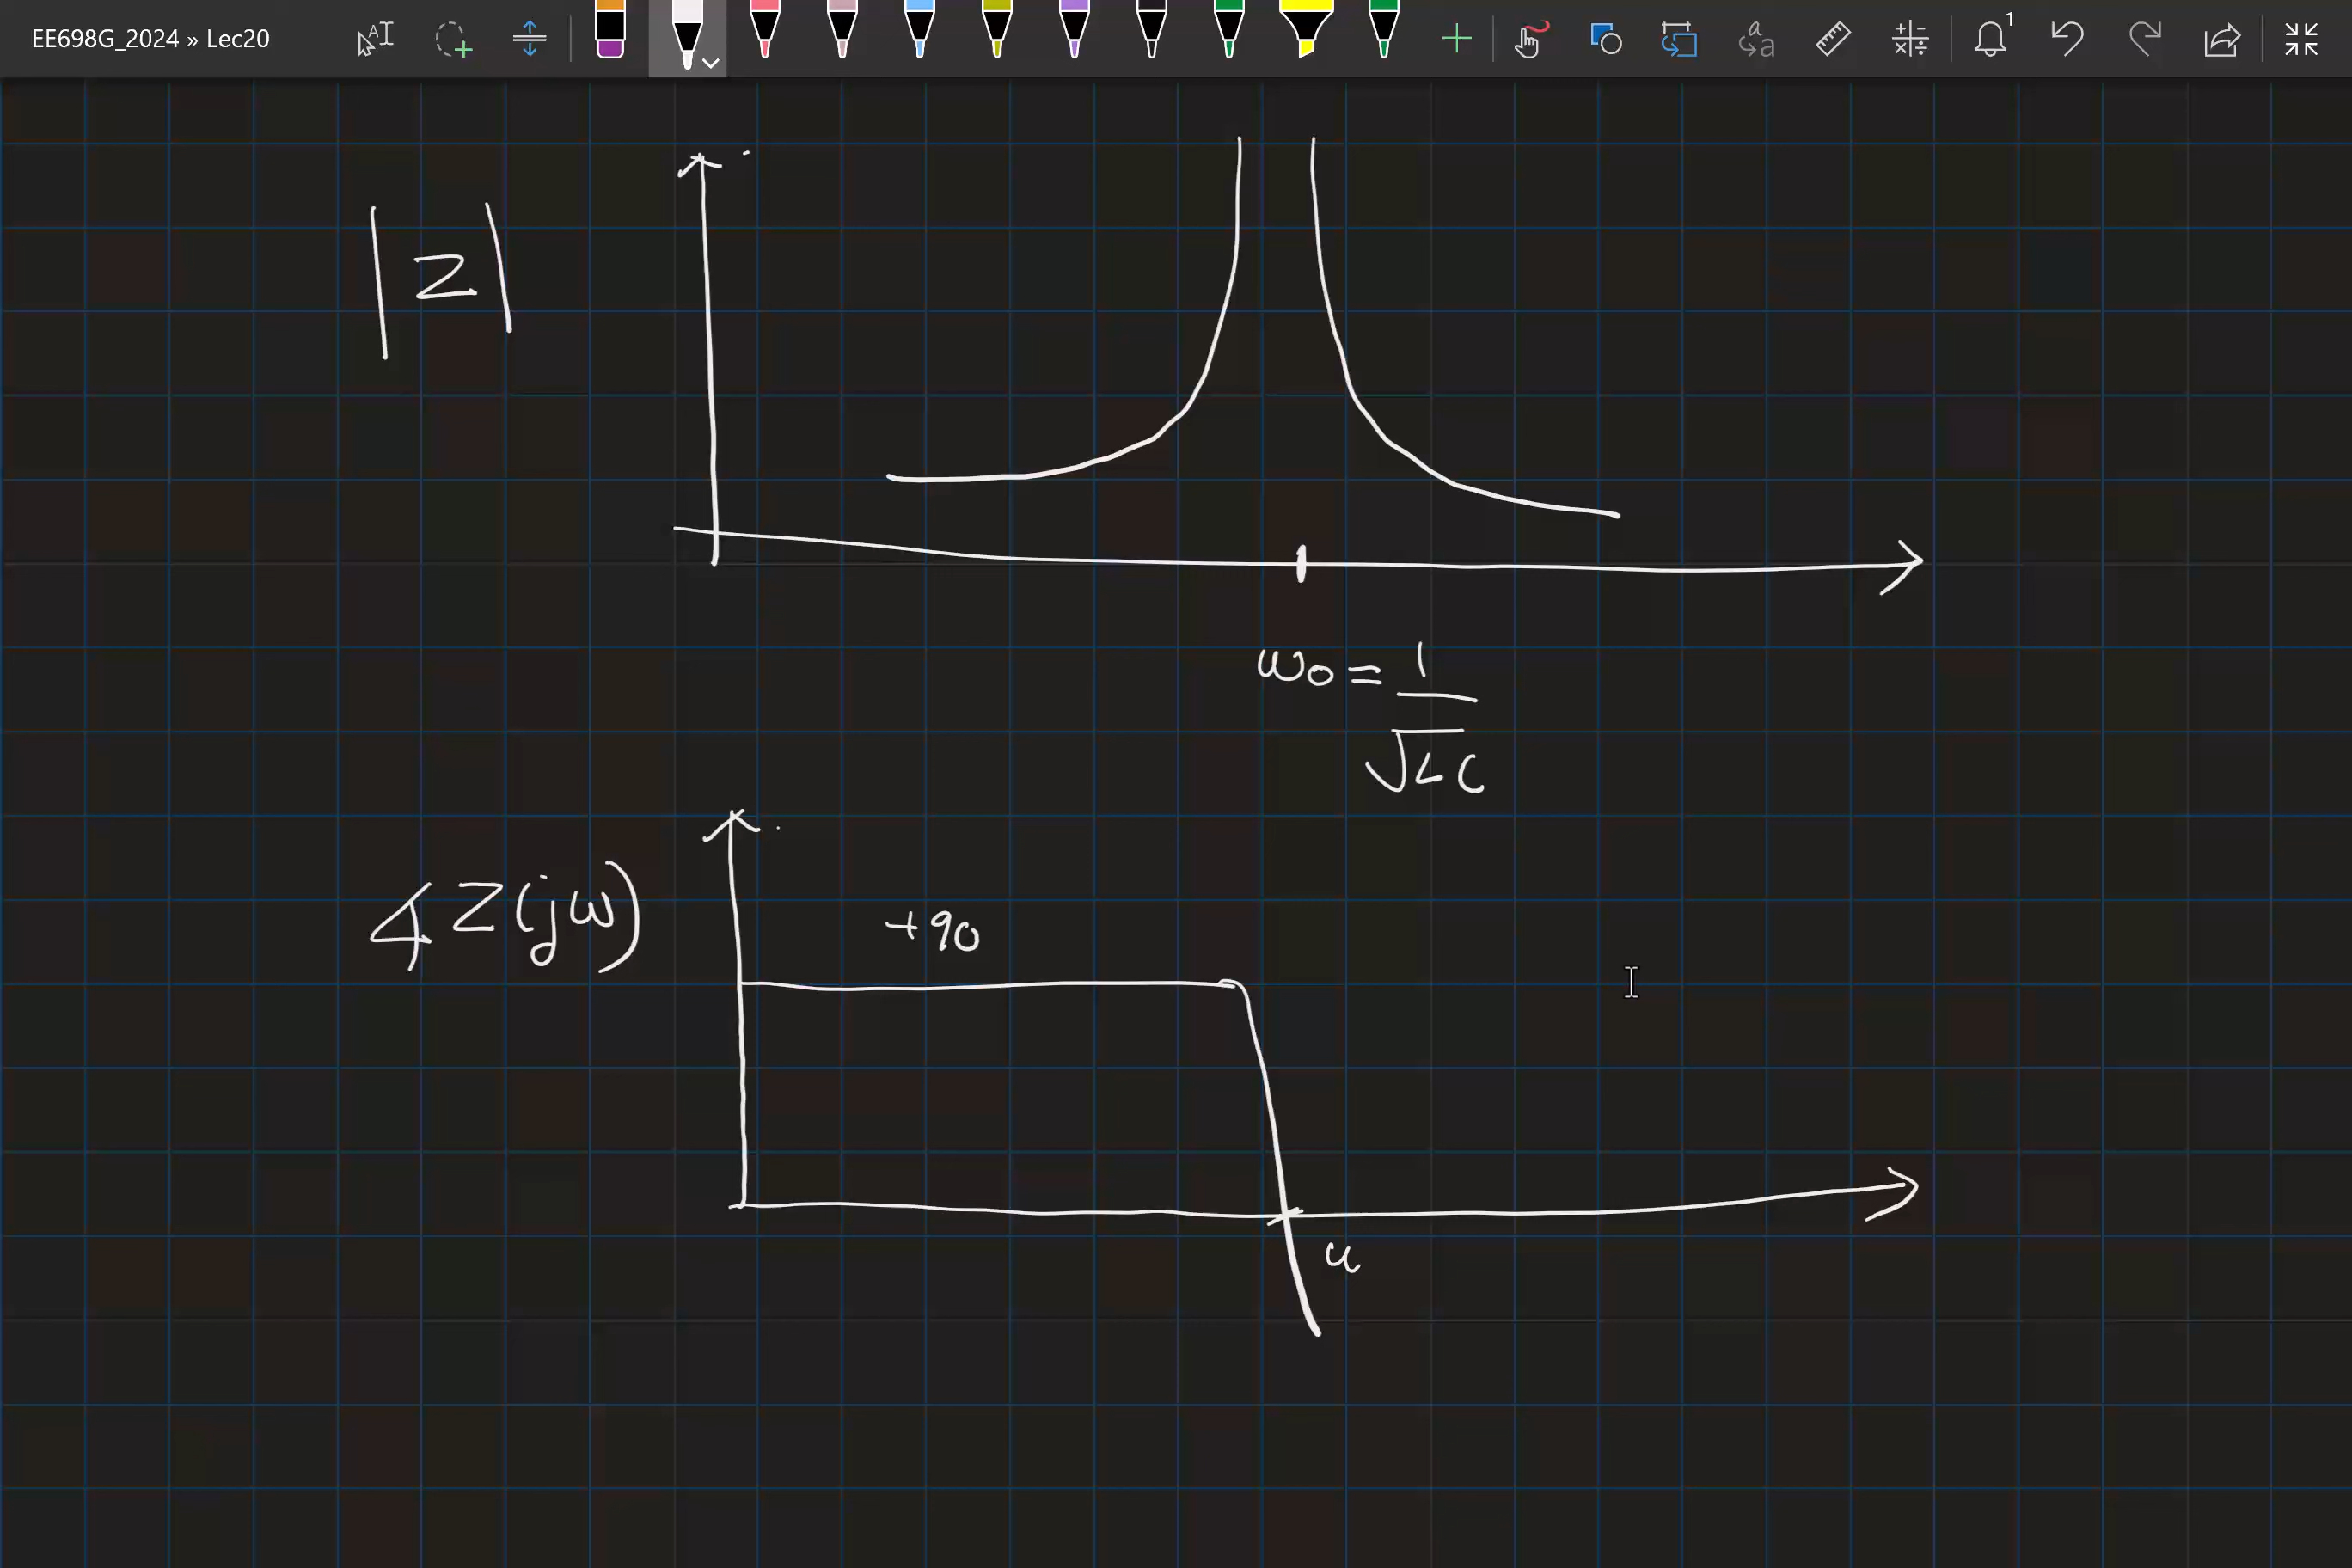 EE698G_2024 » Lec20
|Z|
ω0 = 1
√LC
∡Z(jω)
+90